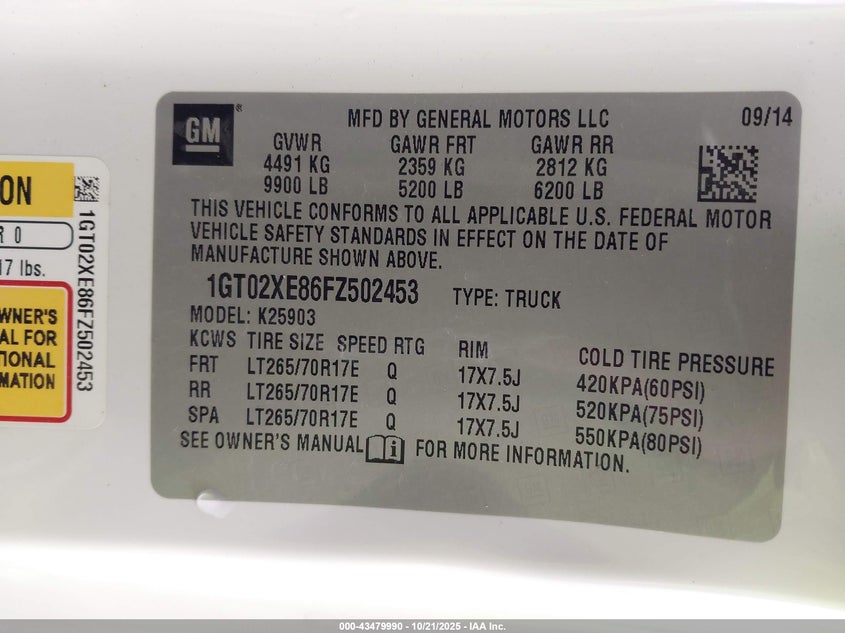 GM ®
MFD BY GENERAL MOTORS LLC 09/14
GVWR GAWR FRT GAWR RR
4491 KG 2359 KG 2812 KG
9900 LB 5200 LB 6200 LB
THIS VEHICLE CONFORMS TO ALL APPLICABLE U.S. FEDERAL MOTOR
VEHICLE SAFETY STANDARDS IN EFFECT ON THE DATE OF
MANUFACTURE SHOWN ABOVE.
1GT02XE86FZ502453 TYPE: TRUCK
MODEL: K25903
KCWS TIRE SIZE SPEED RTG RIM COLD TIRE PRESSURE
FRT LT265/70R17E Q 17X7.5J 420KPA(60PSI)
RR LT265/70R17E Q 17X7.5J 520KPA(75PSI)
SPA LT265/70R17E Q 17X7.5J 550KPA(80PSI)
SEE OWNER'S MANUAL i FOR MORE INFORMATION.
ON
R 0
17 lbs.
OWNER'S
AL FOR
TIONAL
MATION
1GT02XE86FZ502453
000-43479990 - 10/21/2025 - IAA Inc.